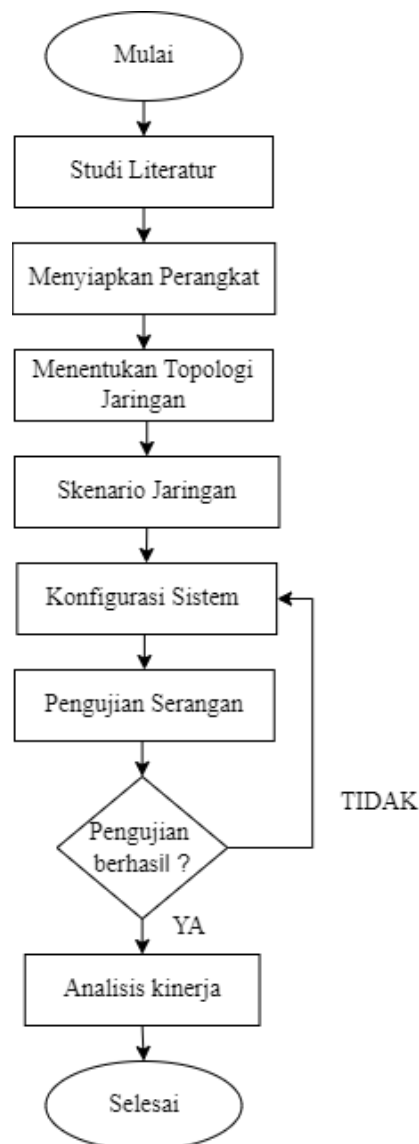 Mulai
Studi Literatur
Menyiapkan Perangkat
Menentukan Topologi
Jaringan
Skenario Jaringan
Konfigurasi Sistem
Pengujian Serangan
Pengujian
berhasil ?
TIDAK
YA
Analisis kinerja
Selesai